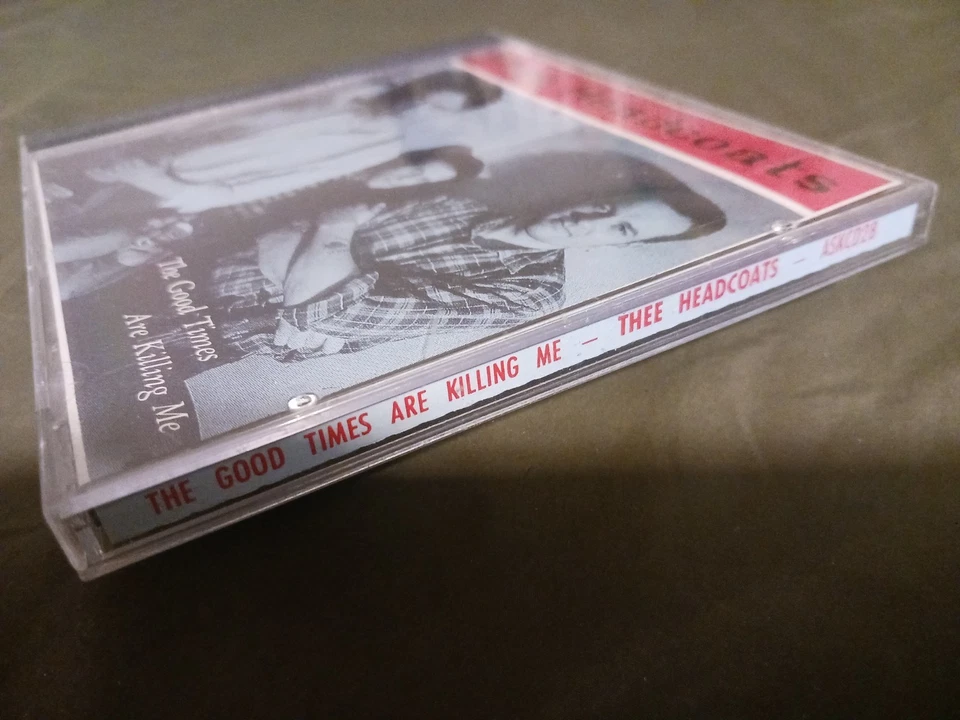 The Good Times
Are Killing Me
THE GOOD TIMES ARE KILLING ME – THEE HEADCOATS – ASKCD28